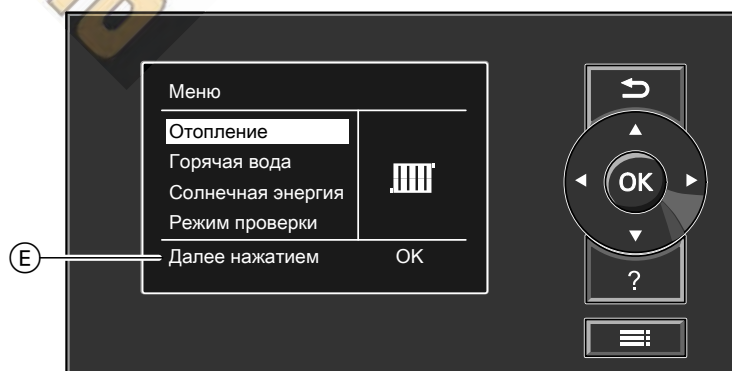 Меню
Отопление
Горячая вода
Солнечная энергия
Режим проверки
Далее нажатием OK
E
OK
?